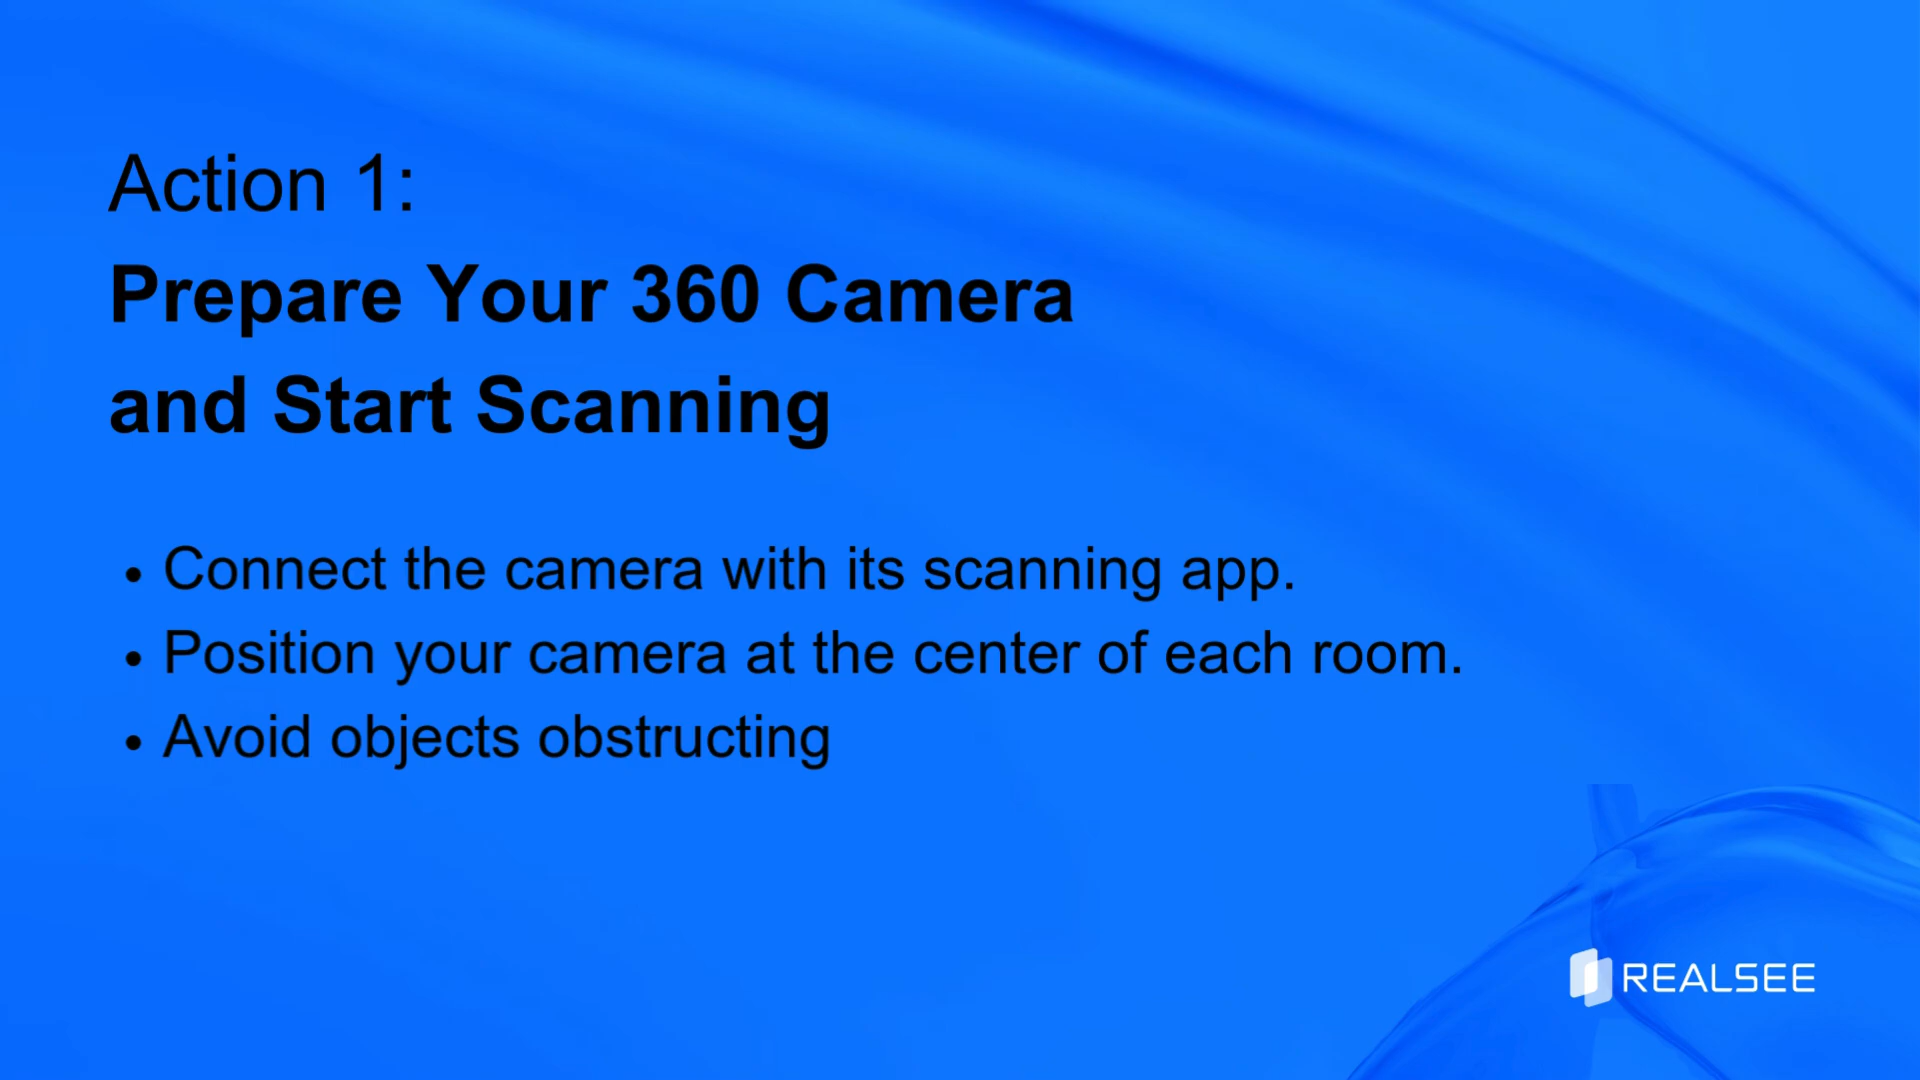 Action 1:
Prepare Your 360 Camera
and Start Scanning
• Connect the camera with its scanning app.
• Position your camera at the center of each room.
• Avoid objects obstructing
REALSEE